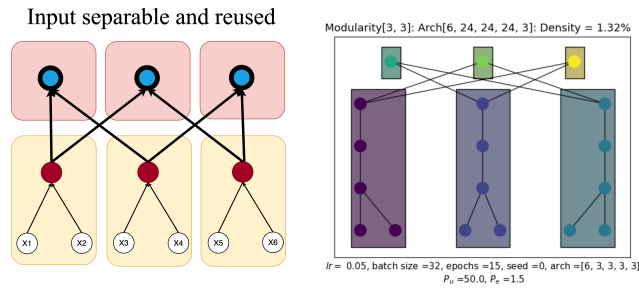 Input separable and reused
X1
X2
X3
X4
X5
X6
Modularity[3, 3]: Arch[6, 24, 24, 24, 3]: Density = 1.32%
lr = 0.05, batch size =32, epochs =15, seed =0, arch =[6, 3, 3, 3, 3]
Pu =50.0, Pe =1.5